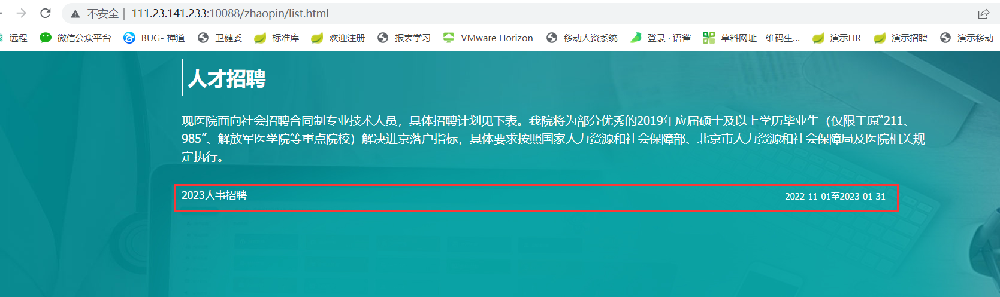 不安全 | 111.23.141.233:10088/zhaopin/list.html
远程 微信公众平台 BUG- 禅道 卫健委 标准库 欢迎注册 报表学习 VMware Horizon 移动人资系统 登录 · 语雀 草料网址二维码生... 演示HR 演示招聘 演示移动
人才招聘
现医院面向社会招聘合同制专业技术人员，具体招聘计划见下表。我院将为部分优秀的2019年应届硕士及以上学历毕业生（仅限于原“211、
985”、解放军医学院等重点院校）解决进京落户指标，具体要求按照国家人力资源和社会保障部、北京市人力资源和社会保障局及医院相关规
定执行。
2023人事招聘 2022-11-01至2023-01-31